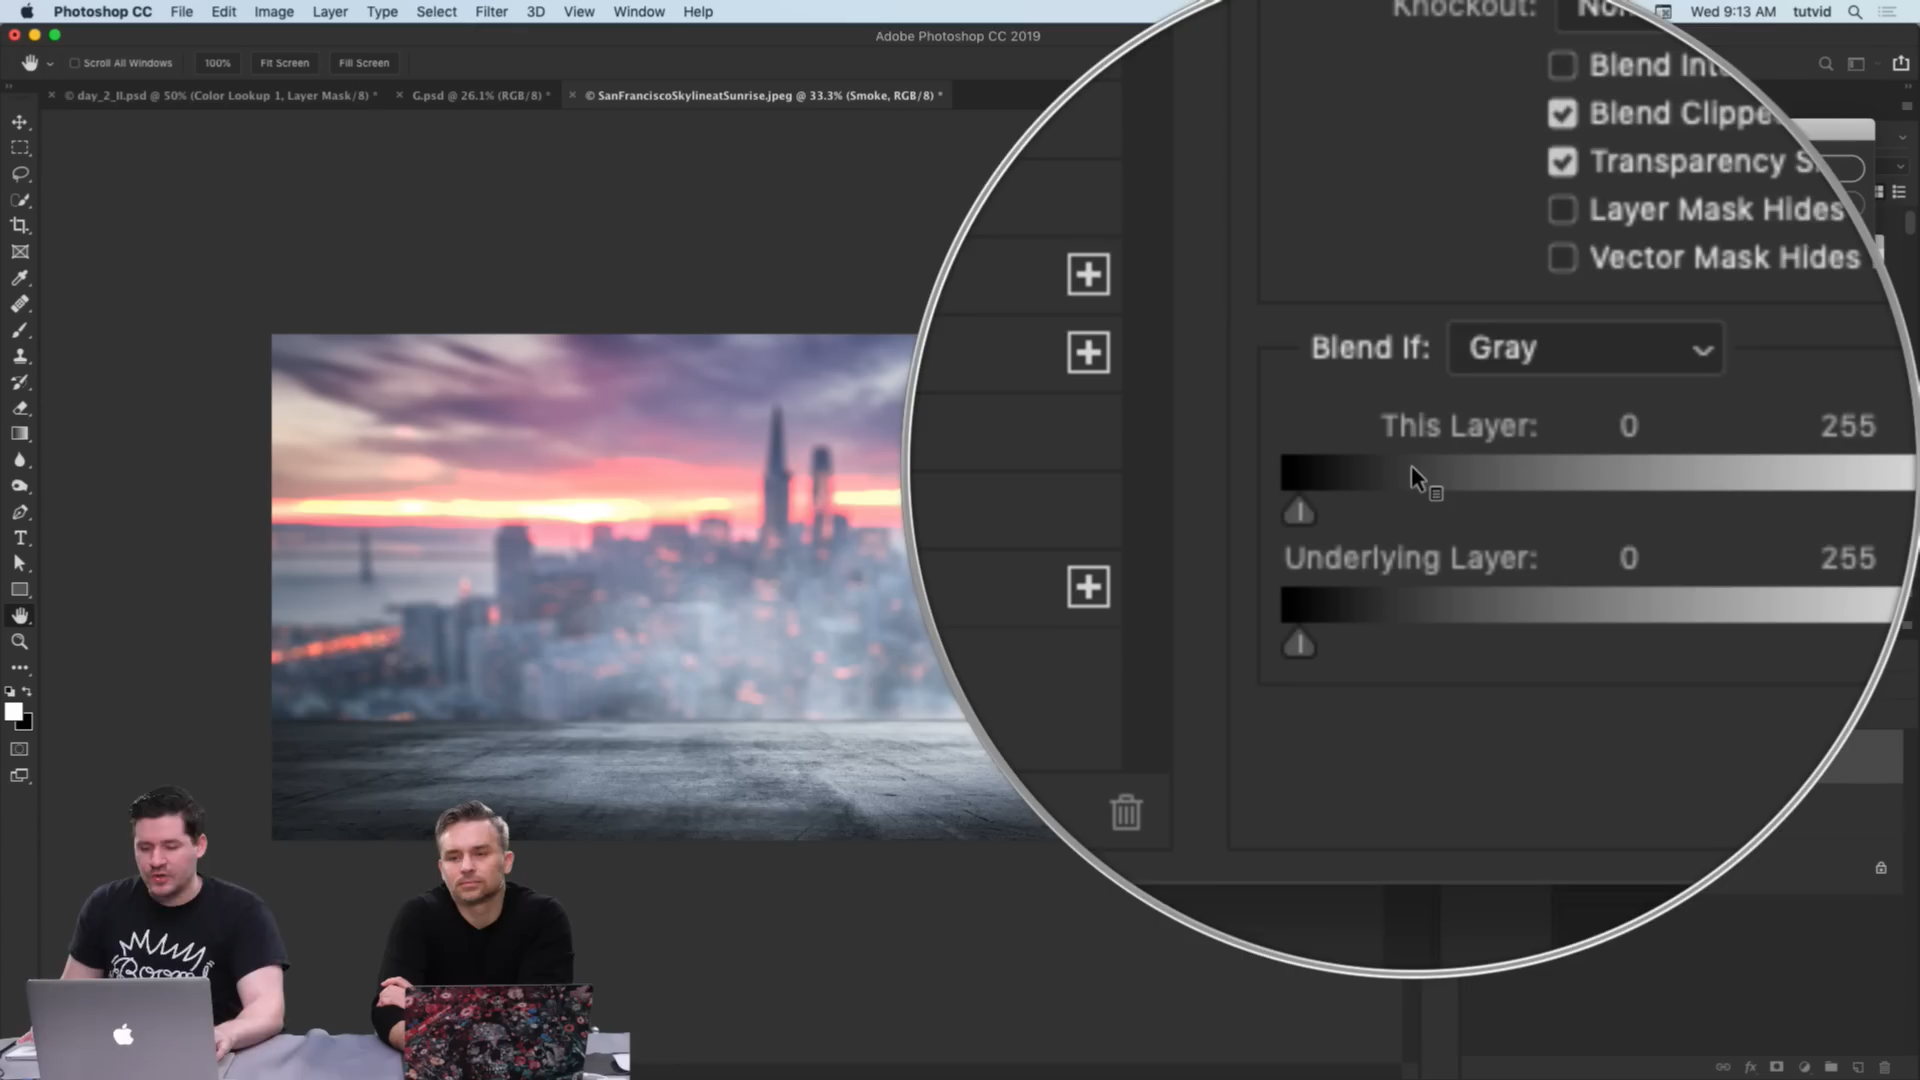 Photoshop CC File Edit Image Layer Type Select Filter 3D View Window Help
Wed 9:13 AM tutvid
Adobe Photoshop CC 2019
Scroll All Windows 100% Fit Screen Fill Screen
© day_2_II.psd @ 50% (Color Lookup 1, Layer Mask/8) *
G.psd @ 26.1% (RGB/8) *
© SanFranciscoSkylineatSunrise.jpeg @ 33.3% (Smoke, RGB/8) *
Knockout:
Blend
Blend
Transparency
Layer Mask Hides
Vector Mask Hides
Blend If: Gray
This Layer: 0 255
Underlying Layer: 0 255
Boom